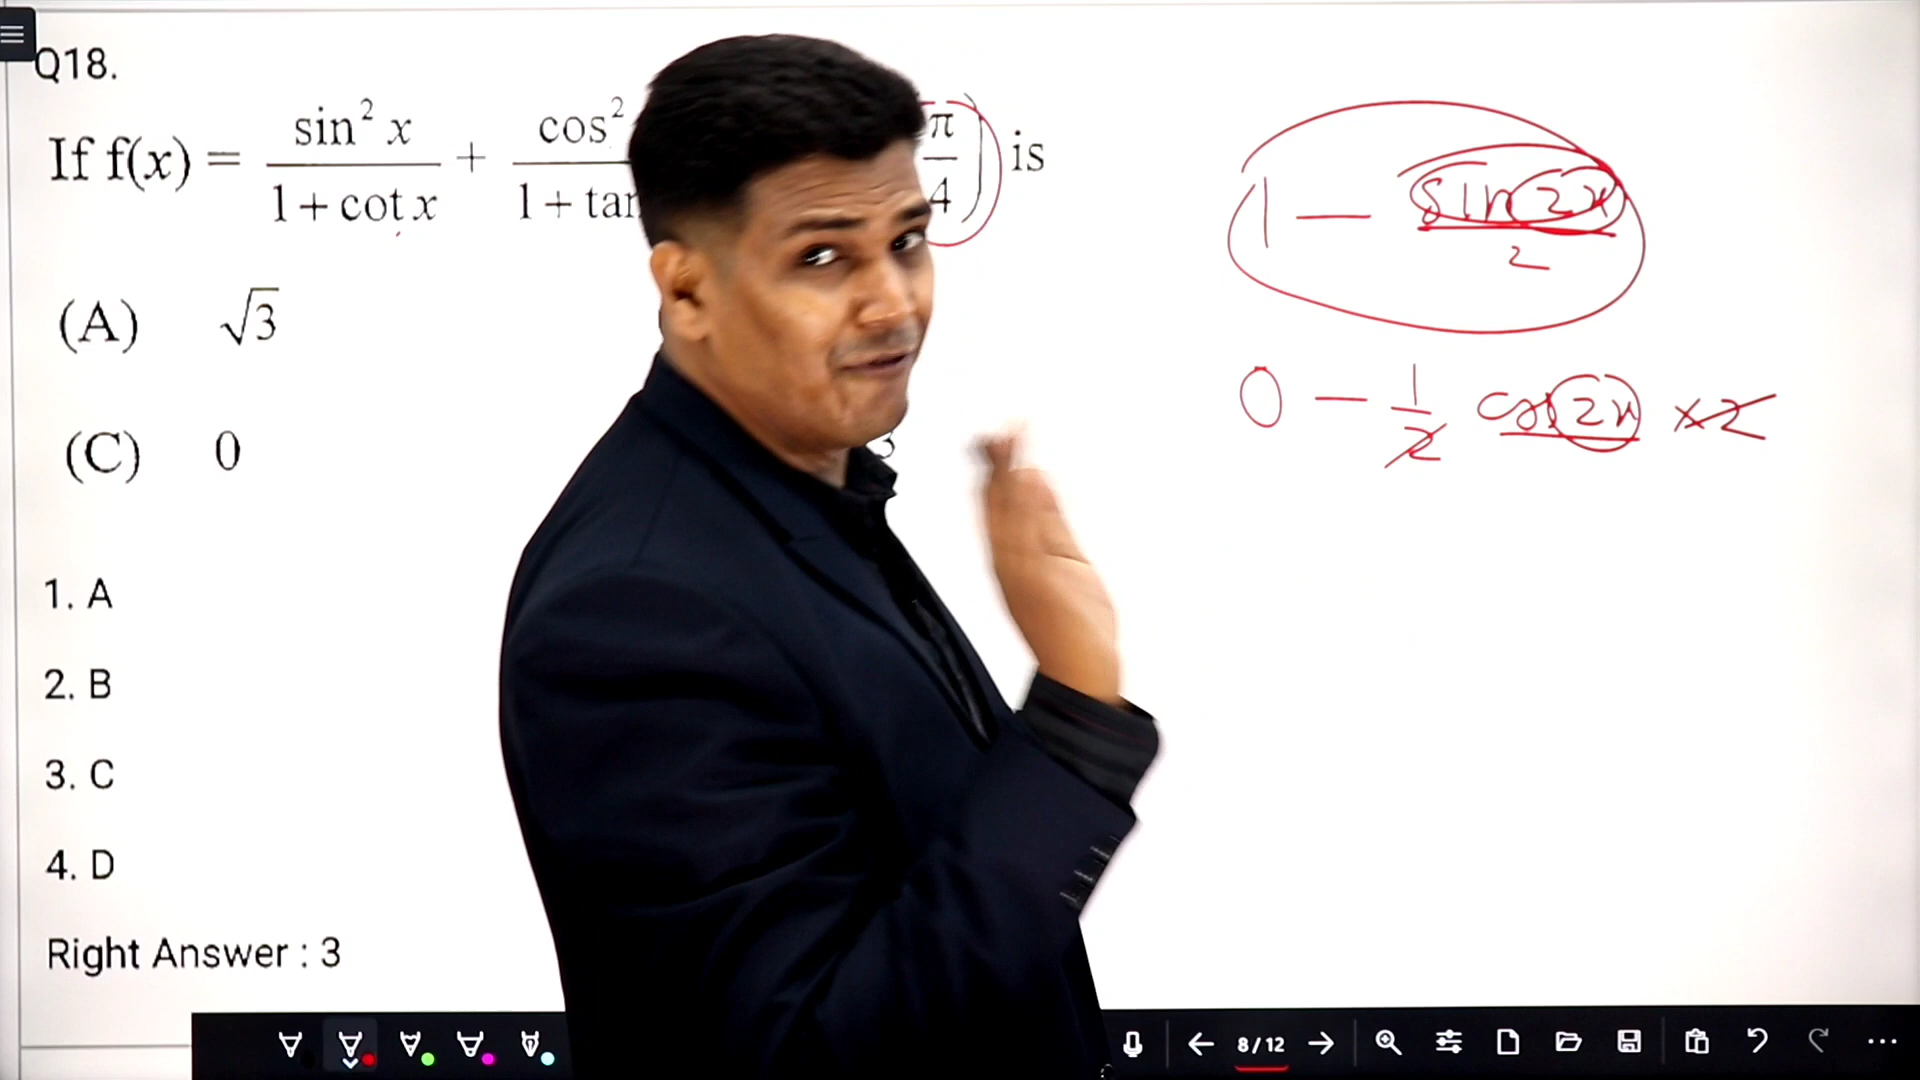 Q18.
If f(x) = sin² x / 1 + cot x + cos² / 1 + tan π / 4 ) is
(A) √3
(C) 0
3
1. A
2. B
3. C
4. D
Right Answer : 3
1 — sin 2x / 2
0 — 1 / 2 cos 2x × 2
8 / 12